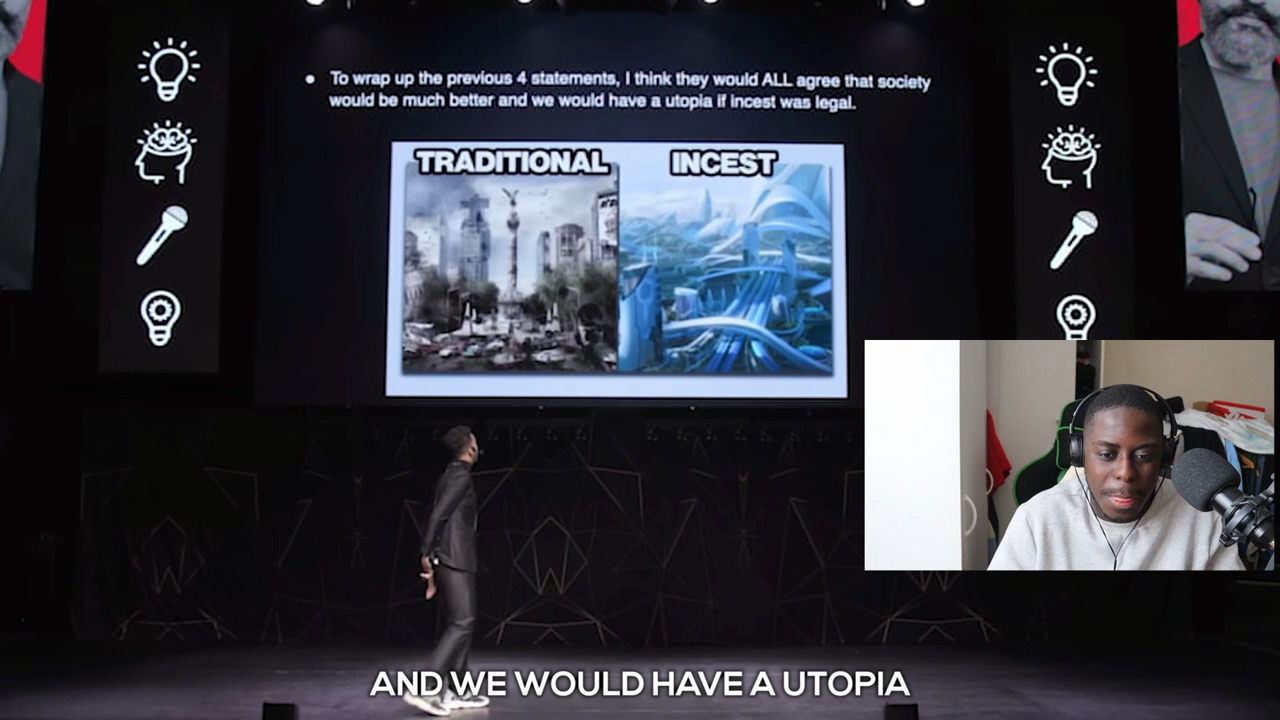 To wrap up the previous 4 statements, I think they would ALL agree that society
would be much better and we would have a utopia if incest was legal.
TRADITIONAL
INCEST
AND WE WOULD HAVE A UTOPIA